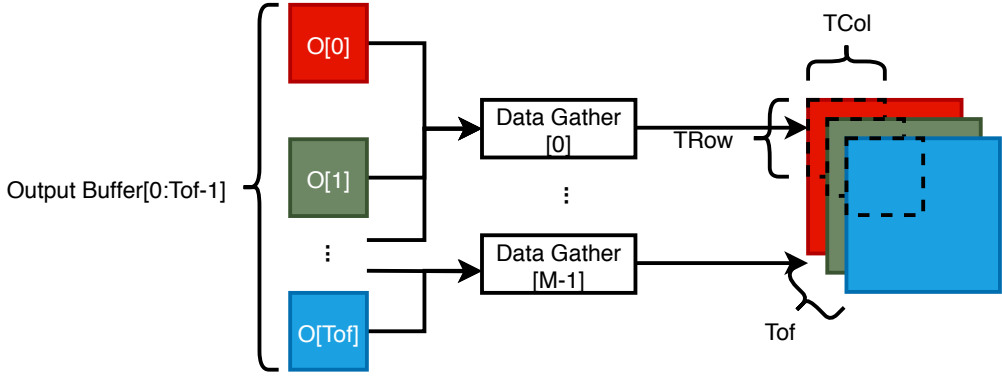 TCol
O[0]
Data Gather
[0]
TRow
O[1]
Output Buffer[0:Tof-1]
...
...
Data Gather
[M-1]
O[Tof]
Tof